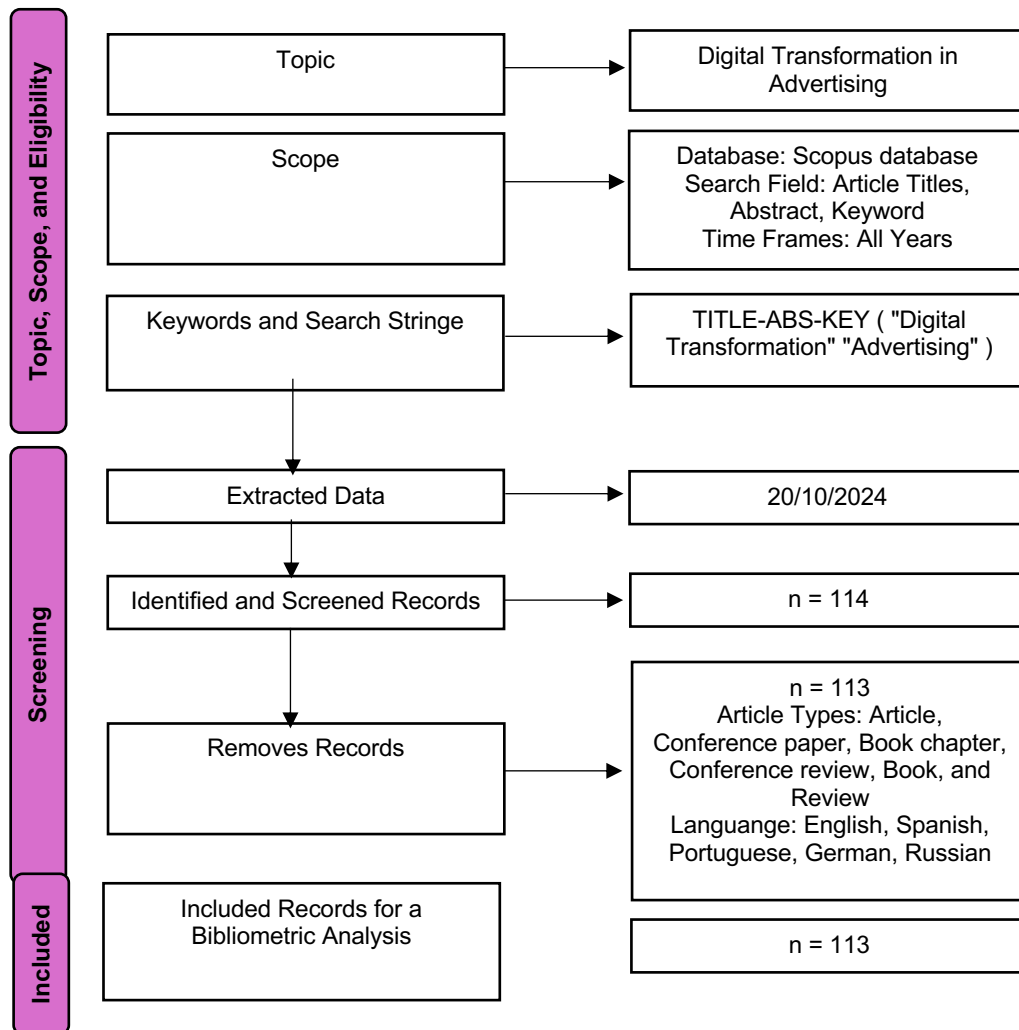 Topic, Scope, and Eligibility
Topic
Digital Transformation in
Advertising
Scope
Database: Scopus database
Search Field: Article Titles,
Abstract, Keyword
Time Frames: All Years
Keywords and Search Stringe
TITLE-ABS-KEY ( "Digital
Transformation" "Advertising" )
Screening
Extracted Data
20/10/2024
Identified and Screened Records
n = 114
Removes Records
n = 113
Article Types: Article,
Conference paper, Book chapter,
Conference review, Book, and
Review
Languange: English, Spanish,
Portuguese, German, Russian
Included
Included Records for a
Bibliometric Analysis
n = 113